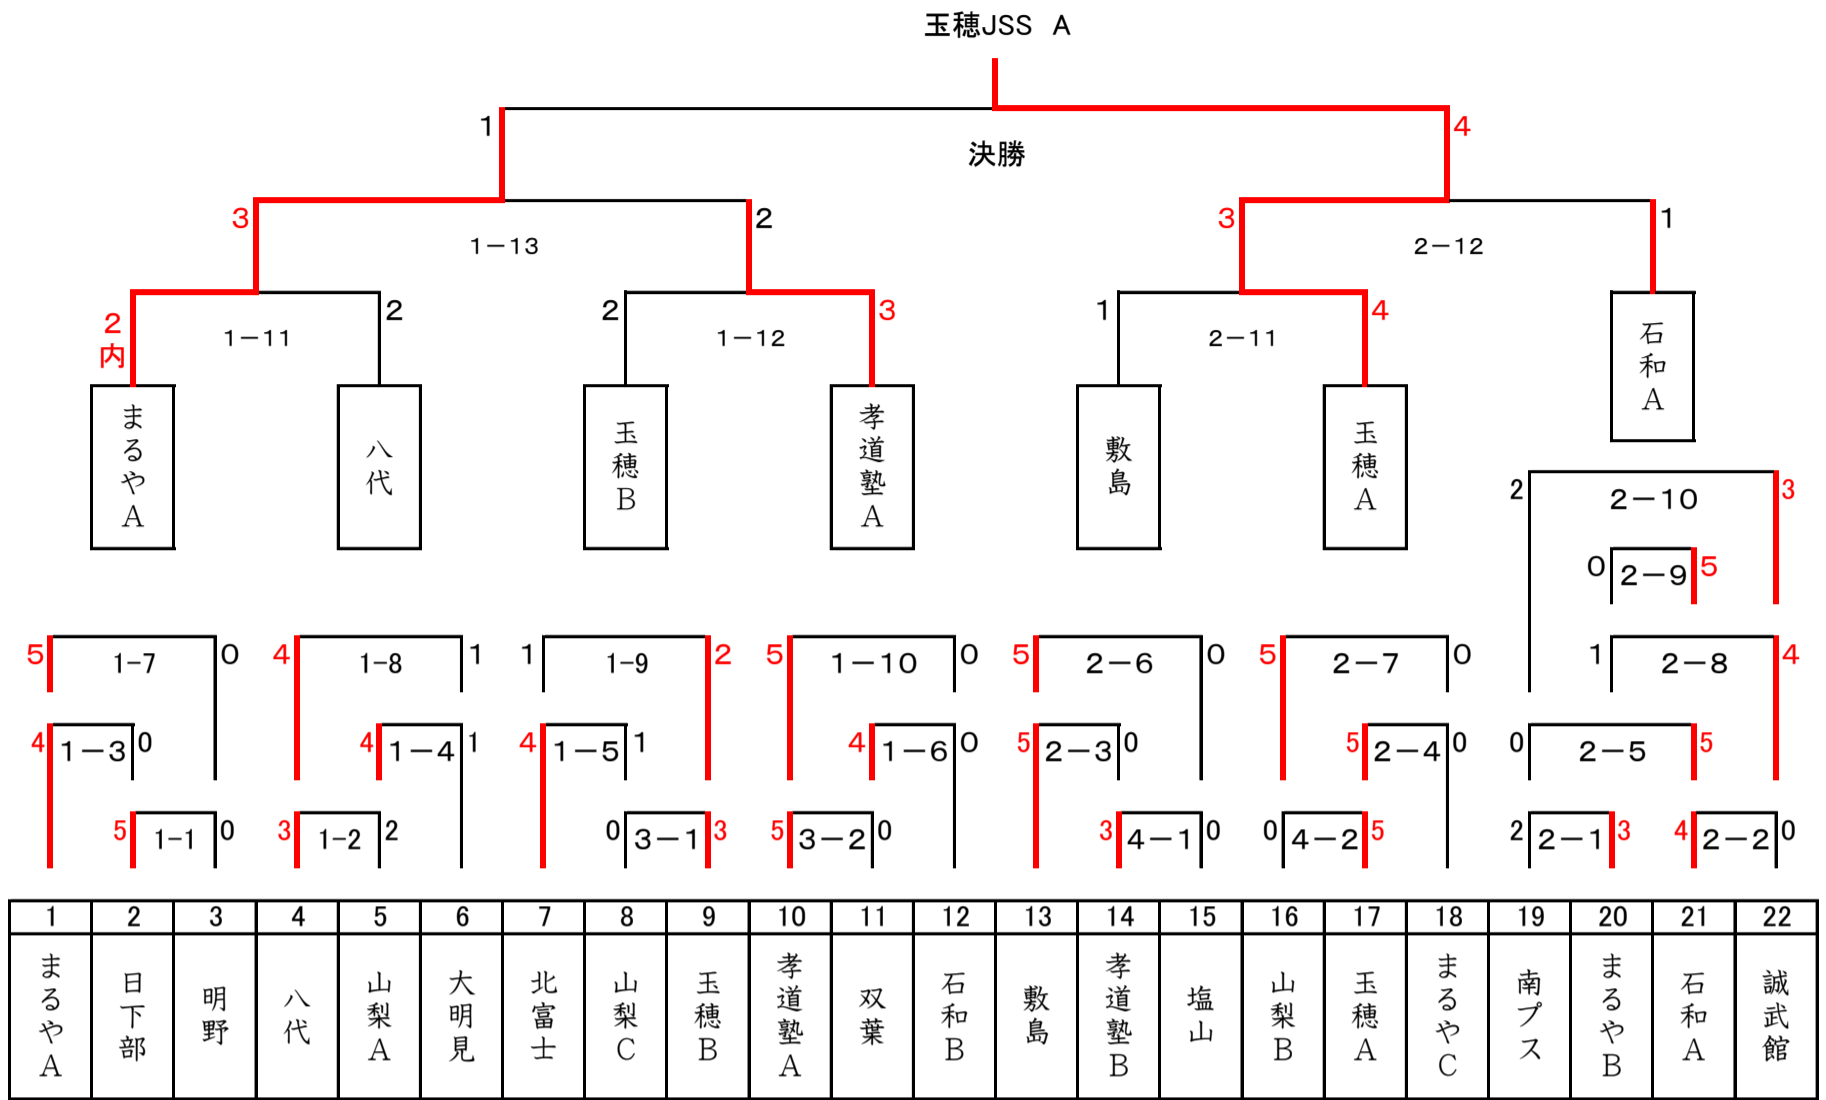 玉穂JSS A
1 4
決勝
3 2 3 1
1－13 2－12
2 内 2 2 3 1 4
1－11 1－12 2－11
まるやA
八代
玉穂B
孝道塾A
敷島
玉穂A
石和A
2 2－10 3
0 2－9 5
5 1-7 0 4 1-8 1 1 1-9 2 5 1－10 0 5 2－6 0 5 2－7 0 1 2－8 4
4 1－3 0 4 1－4 1 4 1－5 1 4 1－6 0 5 2－3 0 5 2－4 0 0 2－5 5
5 1-1 0 3 1-2 2 0 3－1 3 5 3－2 0 3 4－1 0 0 4－2 5 2 2－1 3 4 2－2 0
1 2 3 4 5 6 7 8 9 10 11 12 13 14 15 16 17 18 19 20 21 22
まるやA
日下部
明野
八代
山梨A
大明見
北富士
山梨C
玉穂B
孝道塾A
双葉
石和B
敷島
孝道塾B
塩山
山梨B
玉穂A
まるやC
南プス
まるやB
石和A
誠武館